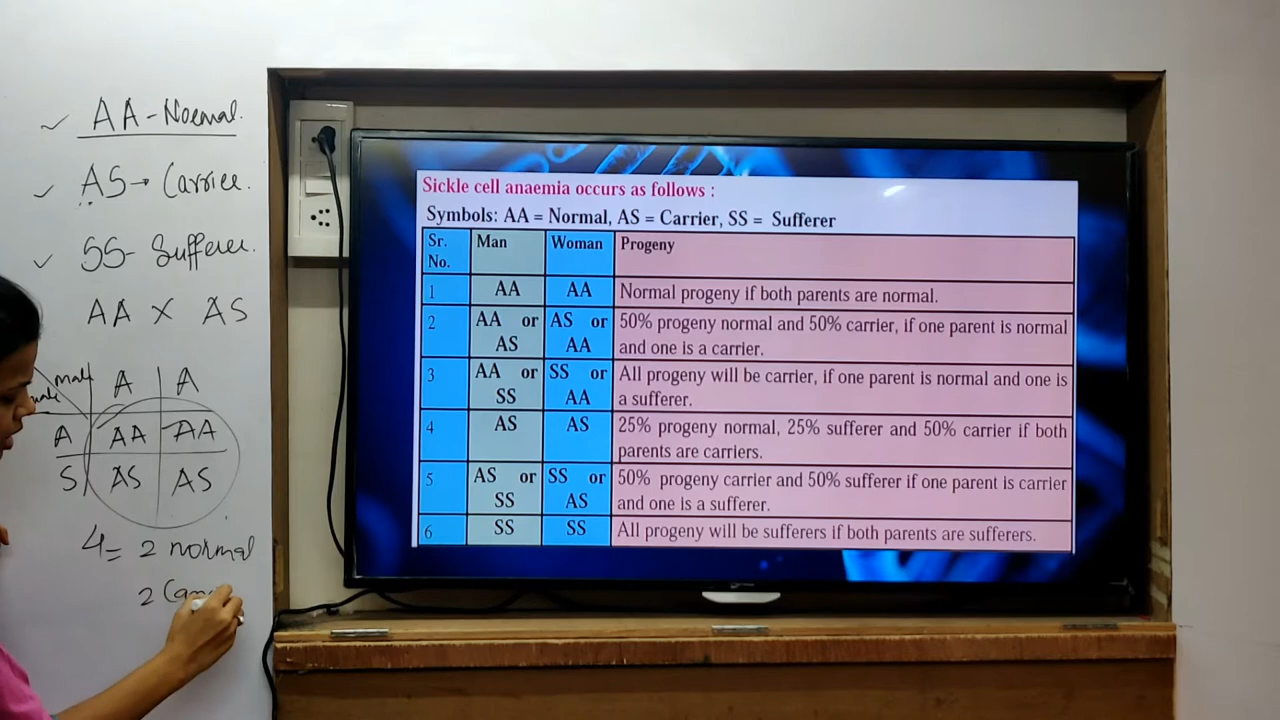 AA - Normal.
AS → Carrier.
SS - Sufferer.
AA X AS
Male A A
A AA AA
S AS AS
4 = 2 normal
2
Sickle cell anaemia occurs as follows :
Symbols: AA = Normal, AS = Carrier, SS = Sufferer
Sr. No. Man Woman Progeny
1 AA AA Normal progeny if both parents are normal.
2 AA or AS AS or AA 50% progeny normal and 50% carrier, if one parent is normal
and one is a carrier.
3 AA or SS SS or AA All progeny will be carrier, if one parent is normal and one is
a sufferer.
4 AS AS 25% progeny normal, 25% sufferer and 50% carrier if both
parents are carriers.
5 AS or SS SS or AS 50% progeny carrier and 50% sufferer if one parent is carrier
and one is a sufferer.
6 SS SS All progeny will be sufferers if both parents are sufferers.